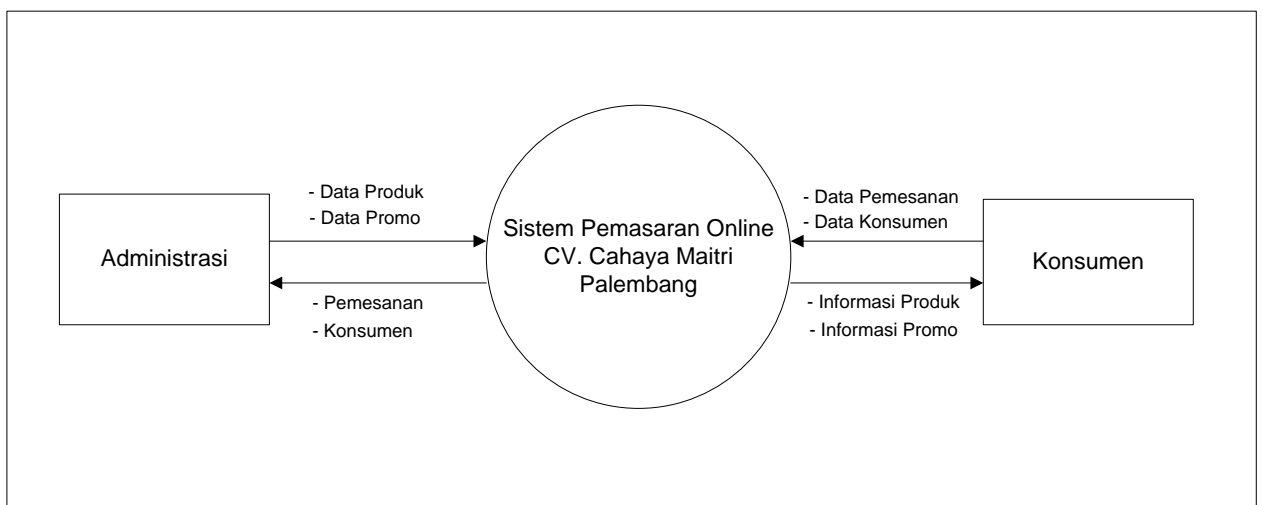 Administrasi
- Data Produk
- Data Promo
- Pemesanan
- Konsumen
Sistem Pemasaran Online
CV. Cahaya Maitri
Palembang
- Data Pemesanan
- Data Konsumen
- Informasi Produk
- Informasi Promo
Konsumen